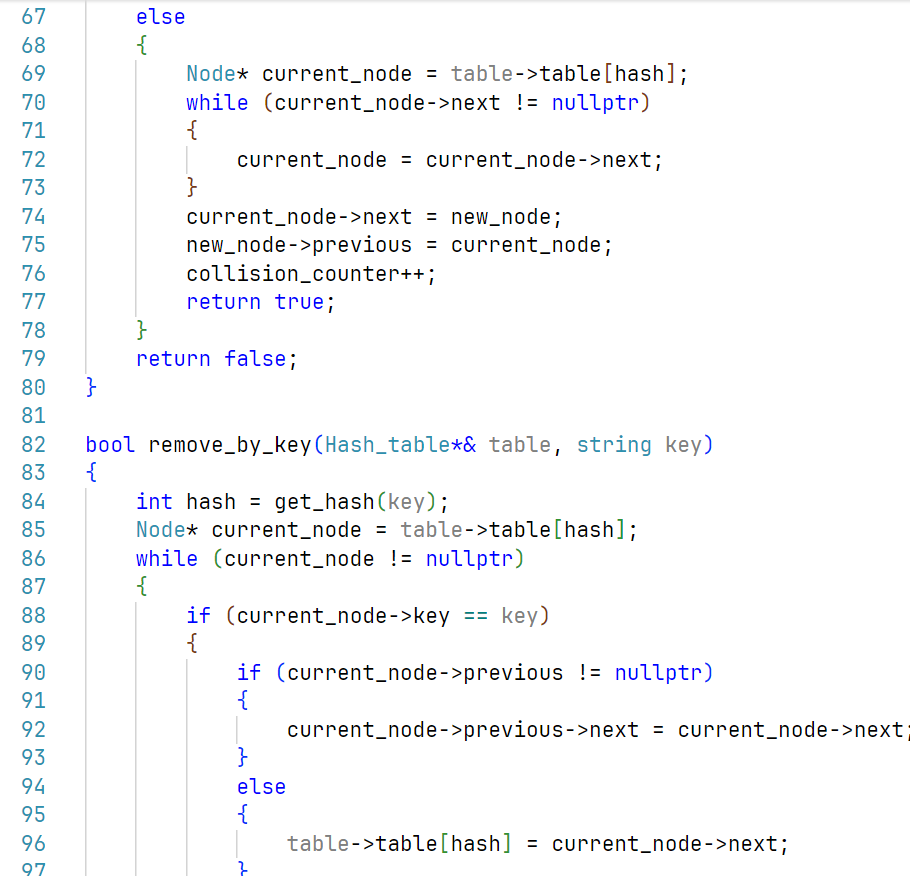 67 else
68 {
69 Node* current_node = table->table[hash];
70 while (current_node->next != nullptr)
71 {
72 current_node = current_node->next;
73 }
74 current_node->next = new_node;
75 new_node->previous = current_node;
76 collision_counter++;
77 return true;
78 }
79 return false;
80 }
81
82 bool remove_by_key(Hash_table*& table, string key)
83 {
84 int hash = get_hash(key);
85 Node* current_node = table->table[hash];
86 while (current_node != nullptr)
87 {
88 if (current_node->key == key)
89 {
90 if (current_node->previous != nullptr)
91 {
92 current_node->previous->next = current_node->next;
93 }
94 else
95 {
96 table->table[hash] = current_node->next;
97 }